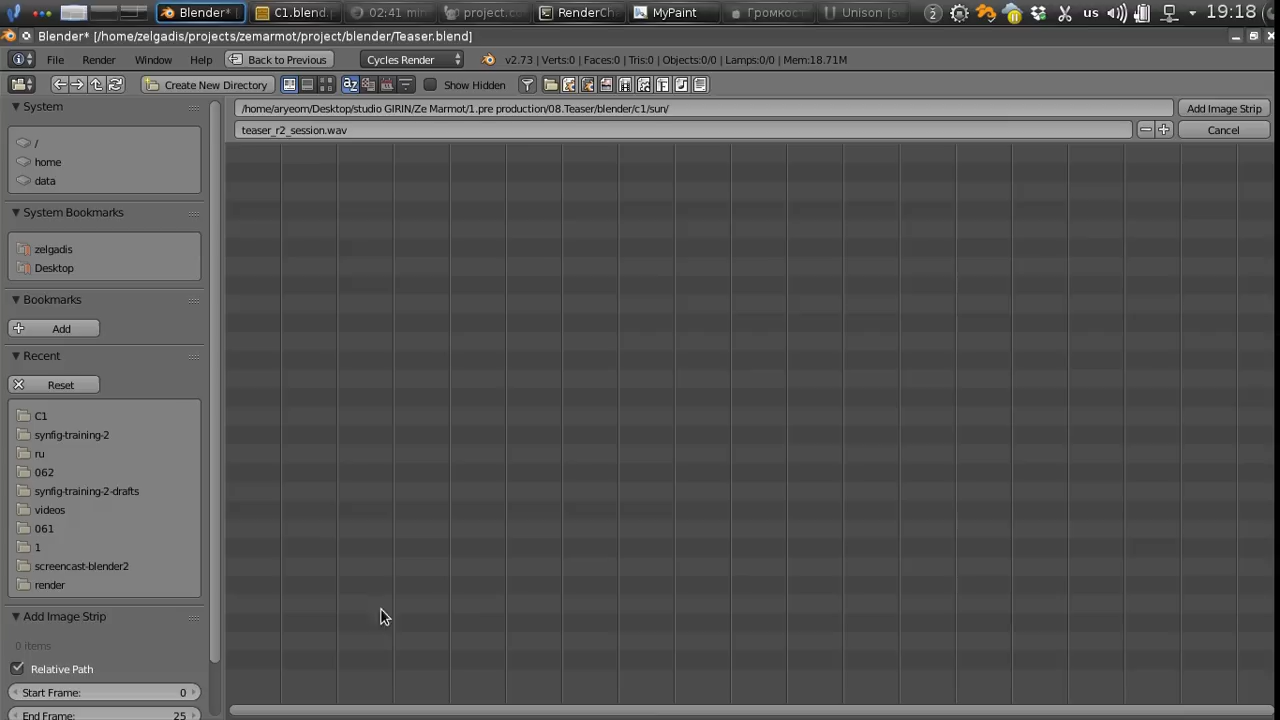 Blender* C1.blend. 02:41 min project.cs RenderCh MyPaint Громкос Unison [ 2 us 19:18
Blender* [/home/zelgadis/projects/zemarmot/project/blender/Teaser.blend]
File Render Window Help Back to Previous Cycles Render v2.73 | Verts:0 | Faces:0 | Tris:0 | Objects:0/0 | Lamps:0/0 | Mem:18.71M
Create New Directory Show Hidden
System
/home/aryeom/Desktop/studio GIRIN/Ze Marmot/1.pre production/08.Teaser/blender/c1/sun/ Add Image Strip
teaser_r2_session.wav Cancel
/
home
data
System Bookmarks
zelgadis
Desktop
Bookmarks
Add
Recent
Reset
C1
synfig-training-2
ru
062
synfig-training-2-drafts
videos
061
1
screencast-blender2
render
Add Image Strip
0 items
Relative Path
Start Frame: 0
End Frame: 25